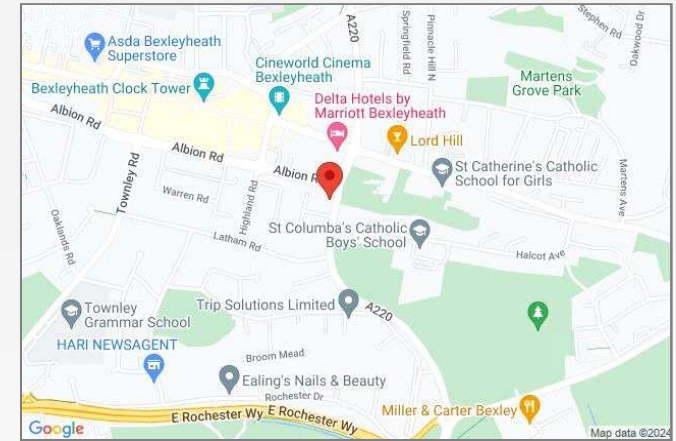 A220
Springfield Rd
Pinnacle Hill N
Stephen Rd
Oakwood Dr
Asda Bexleyheath
Superstore
Cineworld Cinema
Bexleyheath
Martens
Grove Park
Bexleyheath Clock Tower
Delta Hotels by
Marriott Bexleyheath
Albion Rd
Lord Hill
Albion Rd
Albion R
St Catherine's Catholic
School for Girls
Townley Rd
Warren Rd
Highland Rd
Martens Ave
Oaklands Rd
Latham Rd
St Columba's Catholic
Boys' School
Halcot Ave
Townley
Grammar School
Trip Solutions Limited
A220
HARI NEWSAGENT
Broom Mead
Ealing's Nails & Beauty
Rochester Dr
E Rochester Wy
E Rochester Wy
Miller & Carter Bexley
Google
Map data ©2024